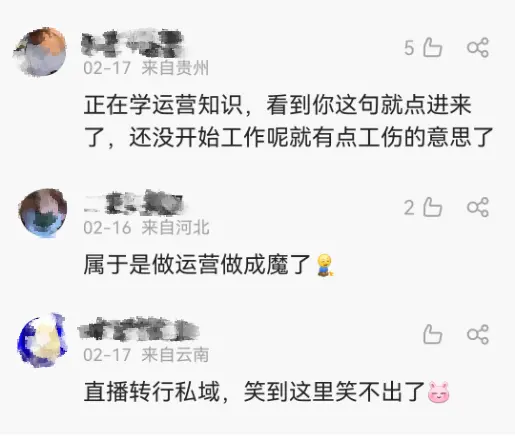 5
02-17 来自贵州
正在学运营知识，看到你这句就点进来
了，还没开始工作呢就有点工伤的意思了
2
02-16 来自河北
属于是做运营做成魔了
02-17 来自云南
直播转行私域，笑到这里笑不出了